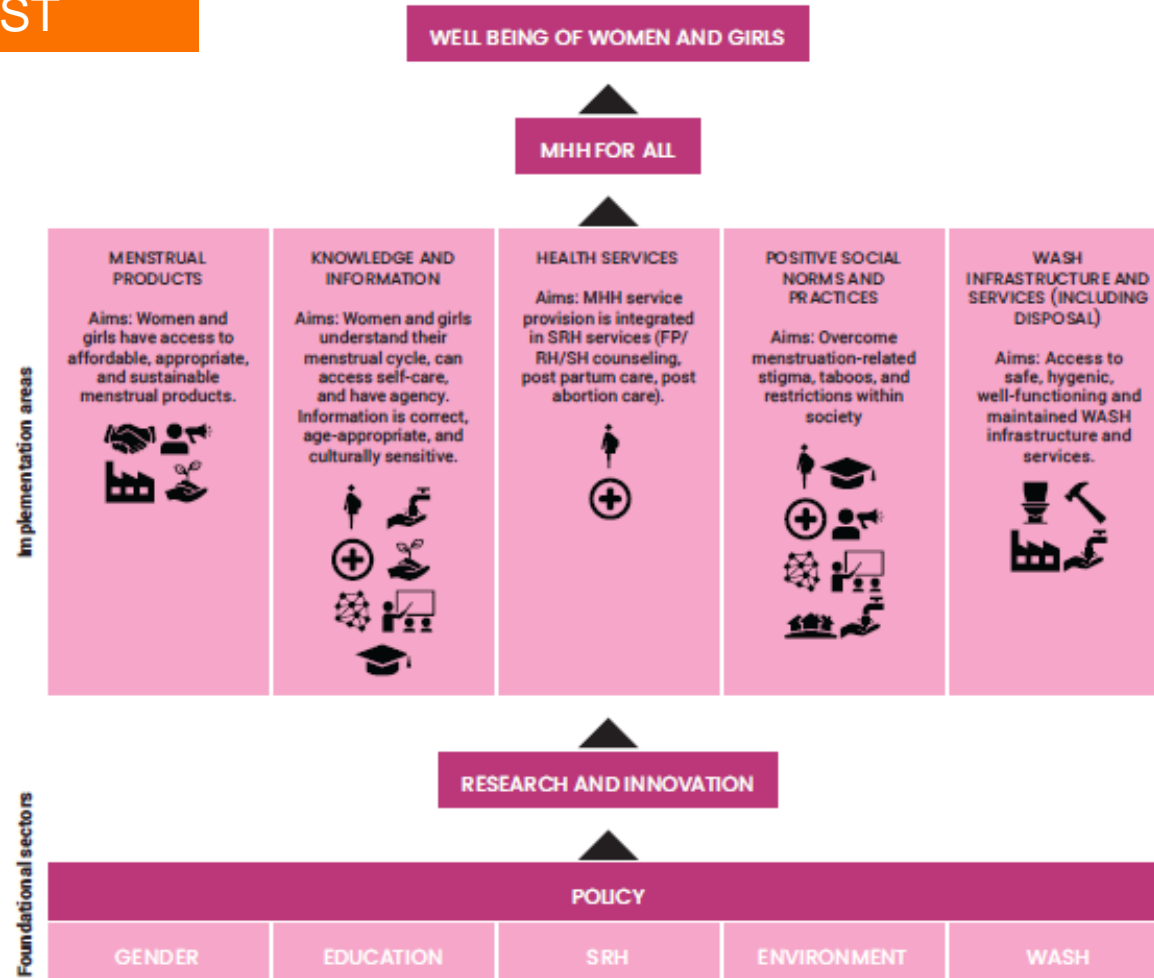 ST
WELL BEING OF WOMEN AND GIRLS
MHH FOR ALL
Implementation areas
MENSTRUAL
PRODUCTS
Aims: Women and
girls have access to
affordable, appropriate,
and sustainable
menstrual products.
KNOWLEDGE AND
INFORMATION
Aims: Women and girls
understand their
menstrual cycle, can
access self-care,
and have agency.
Information is correct,
age-appropriate, and
culturally sensitive.
HEALTH SERVICES
Aims: MHH service
provision is integrated
in SRH services (FP/
RH/SH counseling,
post partum care, post
abortion care).
POSITIVE SOCIAL
NORMS AND
PRACTICES
Aims: Overcome
menstruation-related
stigma, taboos, and
restrictions within
society
WASH
INFRASTRUCTURE AND
SERVICES (INCLUDING
DISPOSAL)
Aims: Access to
safe, hygenic,
well-functioning and
maintained WASH
infrastructure and
services.
RESEARCH AND INNOVATION
Foundational sectors
POLICY
GENDER
EDUCATION
SRH
ENVIRONMENT
WASH